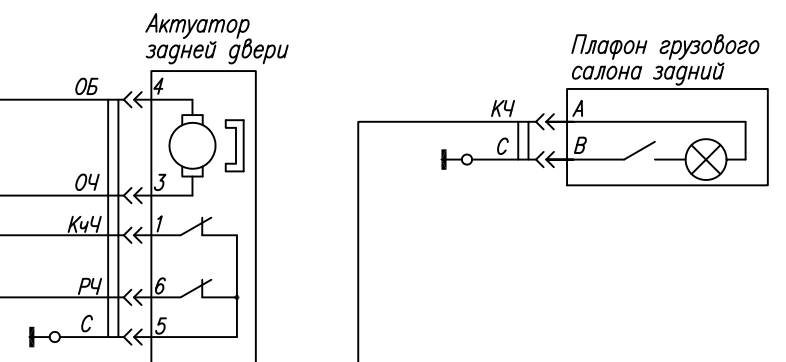 Актуатор
задней двери
ОБ 4
ОЧ 3
КчЧ 1
РЧ 6
С 5
Плафон грузового
салона задний
КЧ А
С В